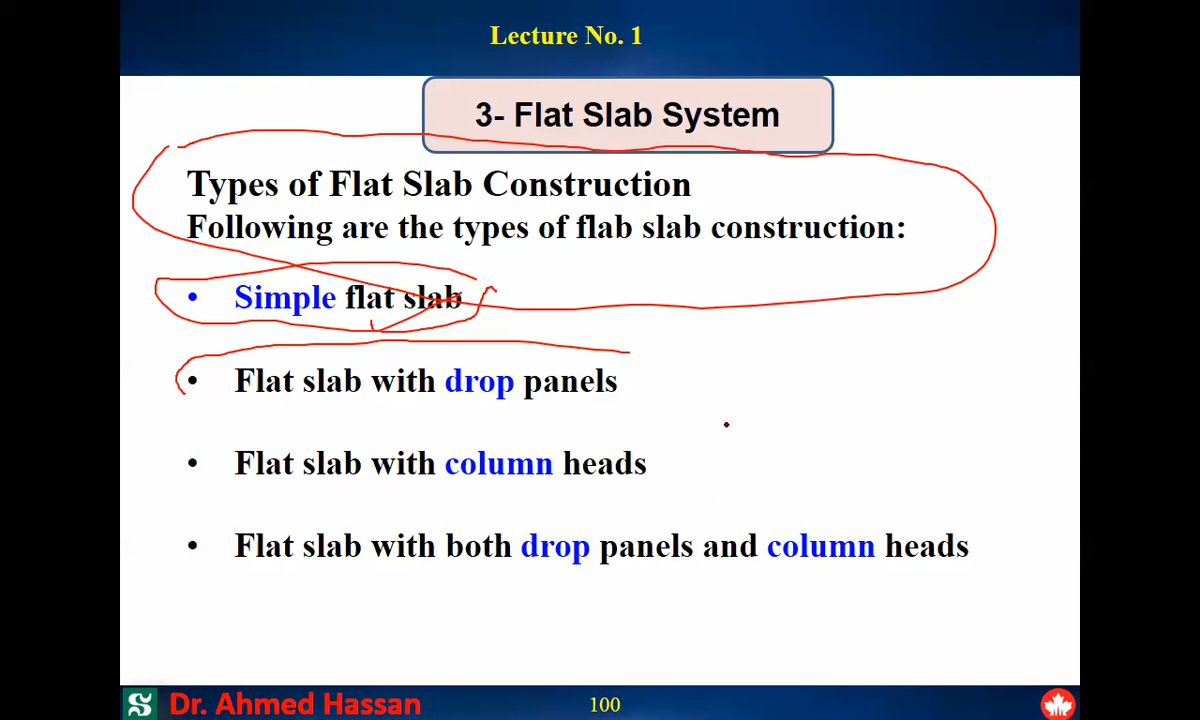 Lecture No. 1
3- Flat Slab System
Types of Flat Slab Construction
Following are the types of flab slab construction:
• Simple flat slab
• Flat slab with drop panels
• Flat slab with column heads
• Flat slab with both drop panels and column heads
Dr. Ahmed Hassan
100